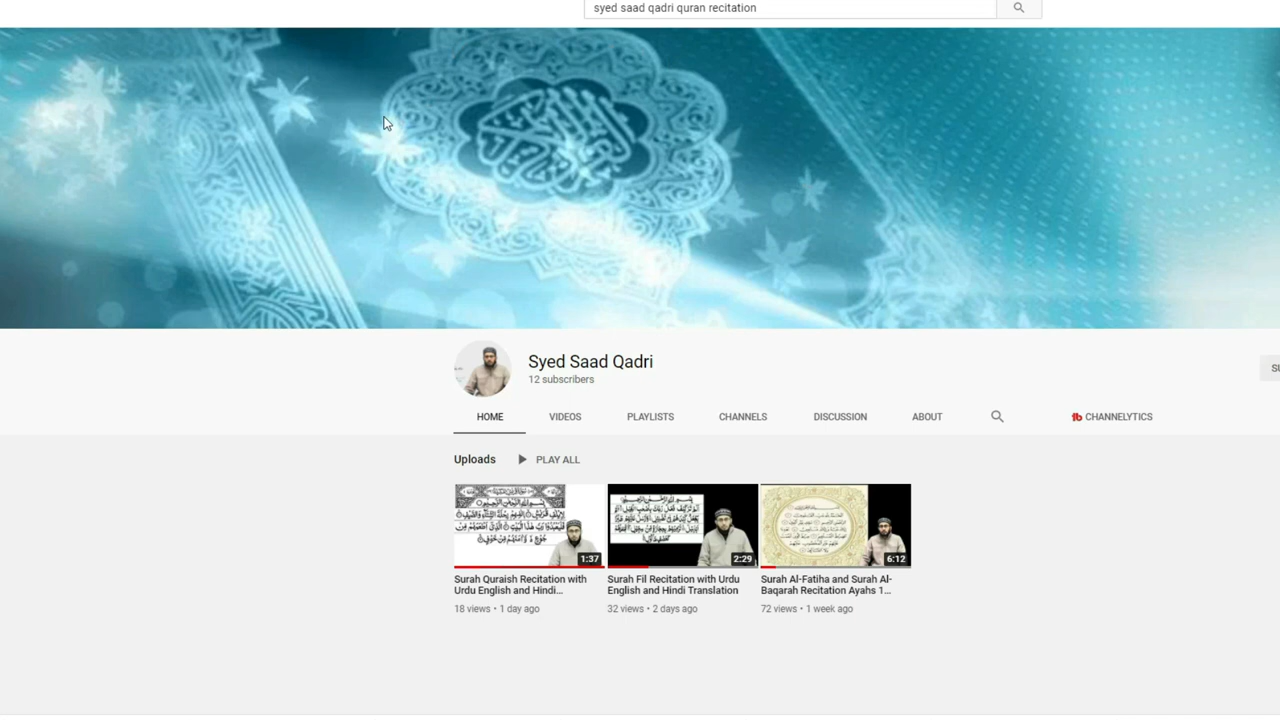 syed saad qadri quran recitation
Syed Saad Qadri
12 subscribers
HOME VIDEOS PLAYLISTS CHANNELS DISCUSSION ABOUT CHANNELYTICS
Uploads PLAY ALL
1:37
Surah Quraish Recitation with
Urdu English and Hindi...
18 views • 1 day ago
2:29
Surah Fil Recitation with Urdu
English and Hindi Translation
32 views • 2 days ago
6:12
Surah Al-Fatiha and Surah Al-
Baqarah Recitation Ayahs 1...
72 views • 1 week ago